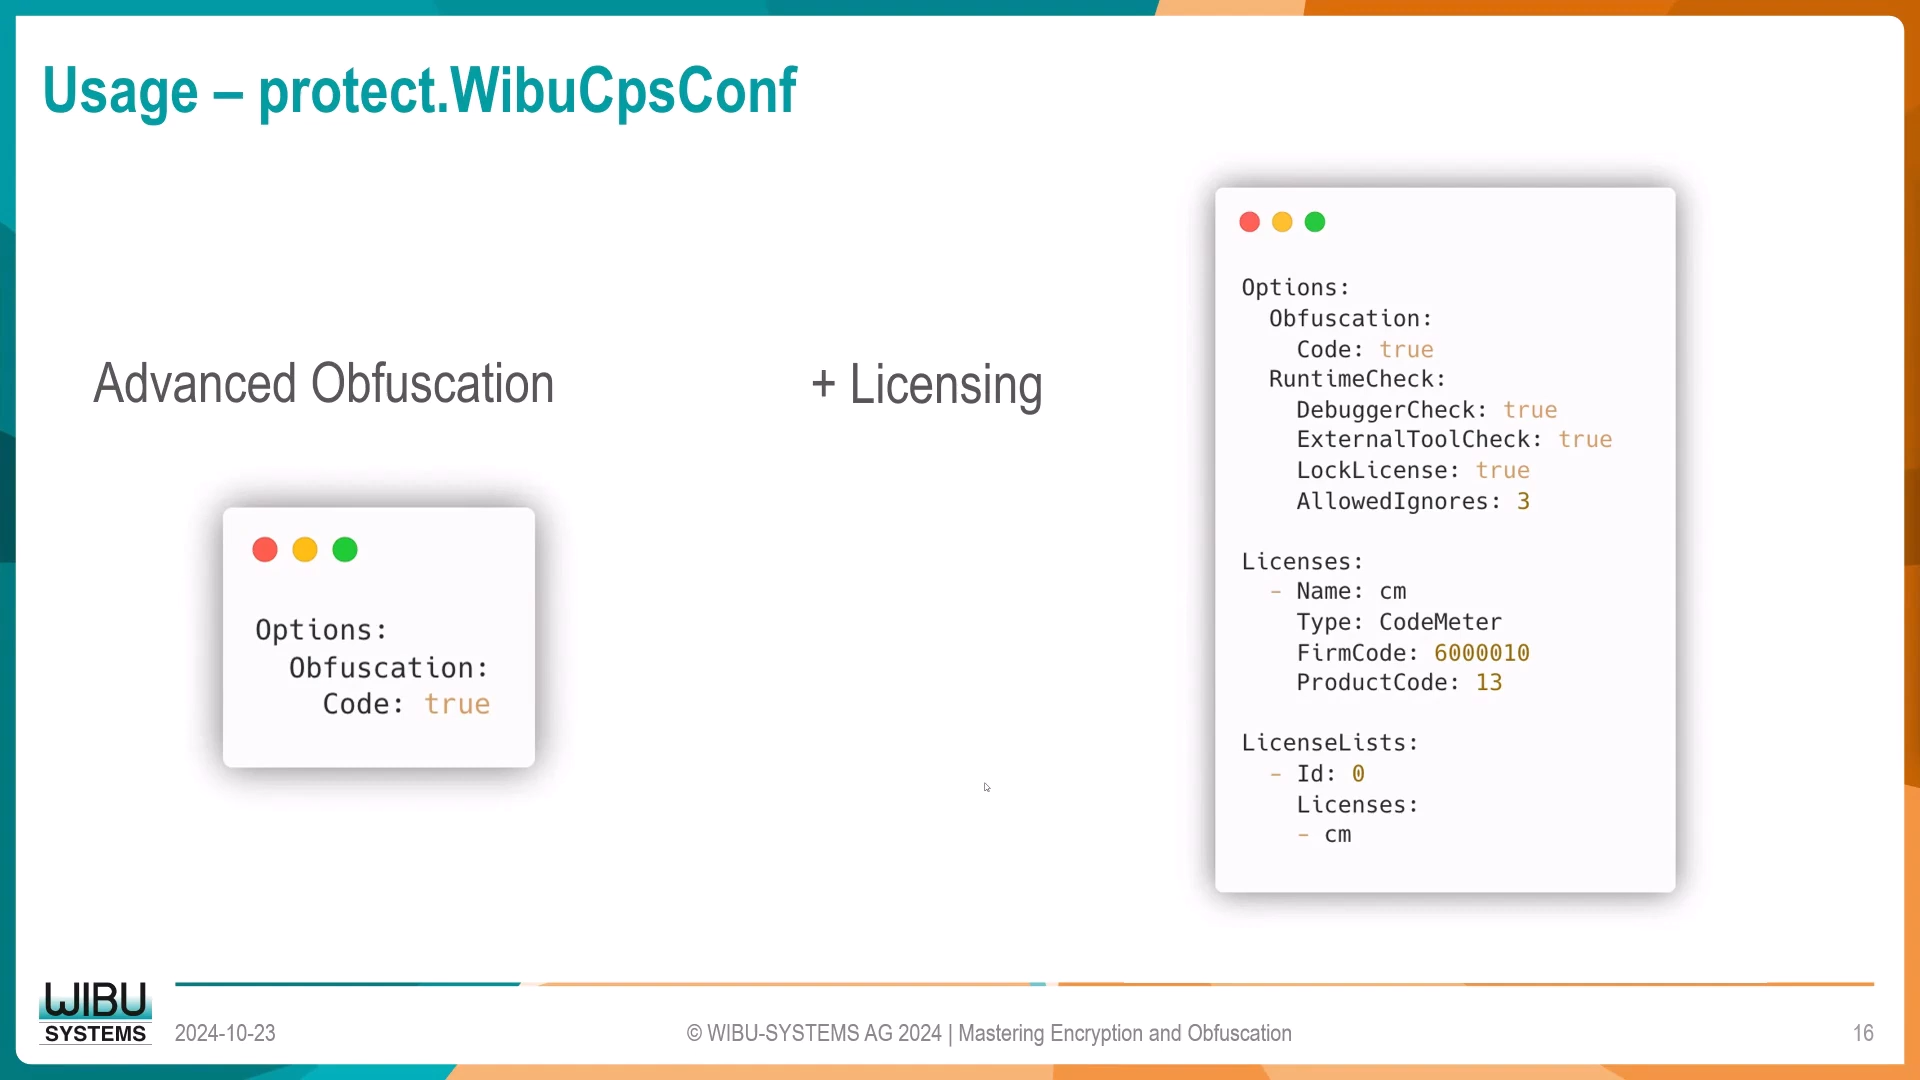 Usage – protect.WibuCpsConf
Advanced Obfuscation
Options:
  Obfuscation:
    Code: true
+ Licensing
Options:
  Obfuscation:
    Code: true
  RuntimeCheck:
    DebuggerCheck: true
    ExternalToolCheck: true
    LockLicense: true
    AllowedIgnores: 3

Licenses:
  - Name: cm
    Type: CodeMeter
    FirmCode: 6000010
    ProductCode: 13

LicenseLists:
  - Id: 0
    Licenses:
    - cm
WIBU
SYSTEMS
2024-10-23
© WIBU-SYSTEMS AG 2024 | Mastering Encryption and Obfuscation
16